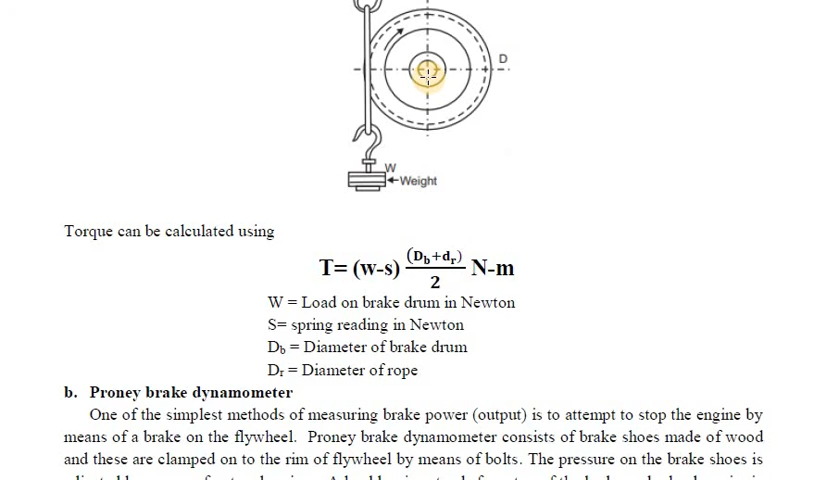 D
W
Weight
Torque can be calculated using
T= (w-s) (D_b+d_r)/2 N-m
W = Load on brake drum in Newton
S= spring reading in Newton
D_b = Diameter of brake drum
D_r = Diameter of rope
b. Proney brake dynamometer
One of the simplest methods of measuring brake power (output) is to attempt to stop the engine by
means of a brake on the flywheel. Proney brake dynamometer consists of brake shoes made of wood
and these are clamped on to the rim of flywheel by means of bolts. The pressure on the brake shoes is